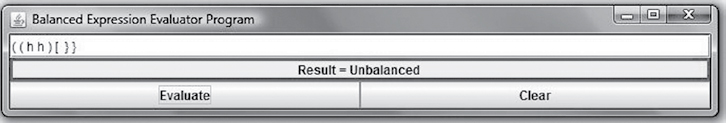 Balanced Expression Evaluator Program
( ( h h ) [ } }
Result = Unbalanced
Evaluate Clear